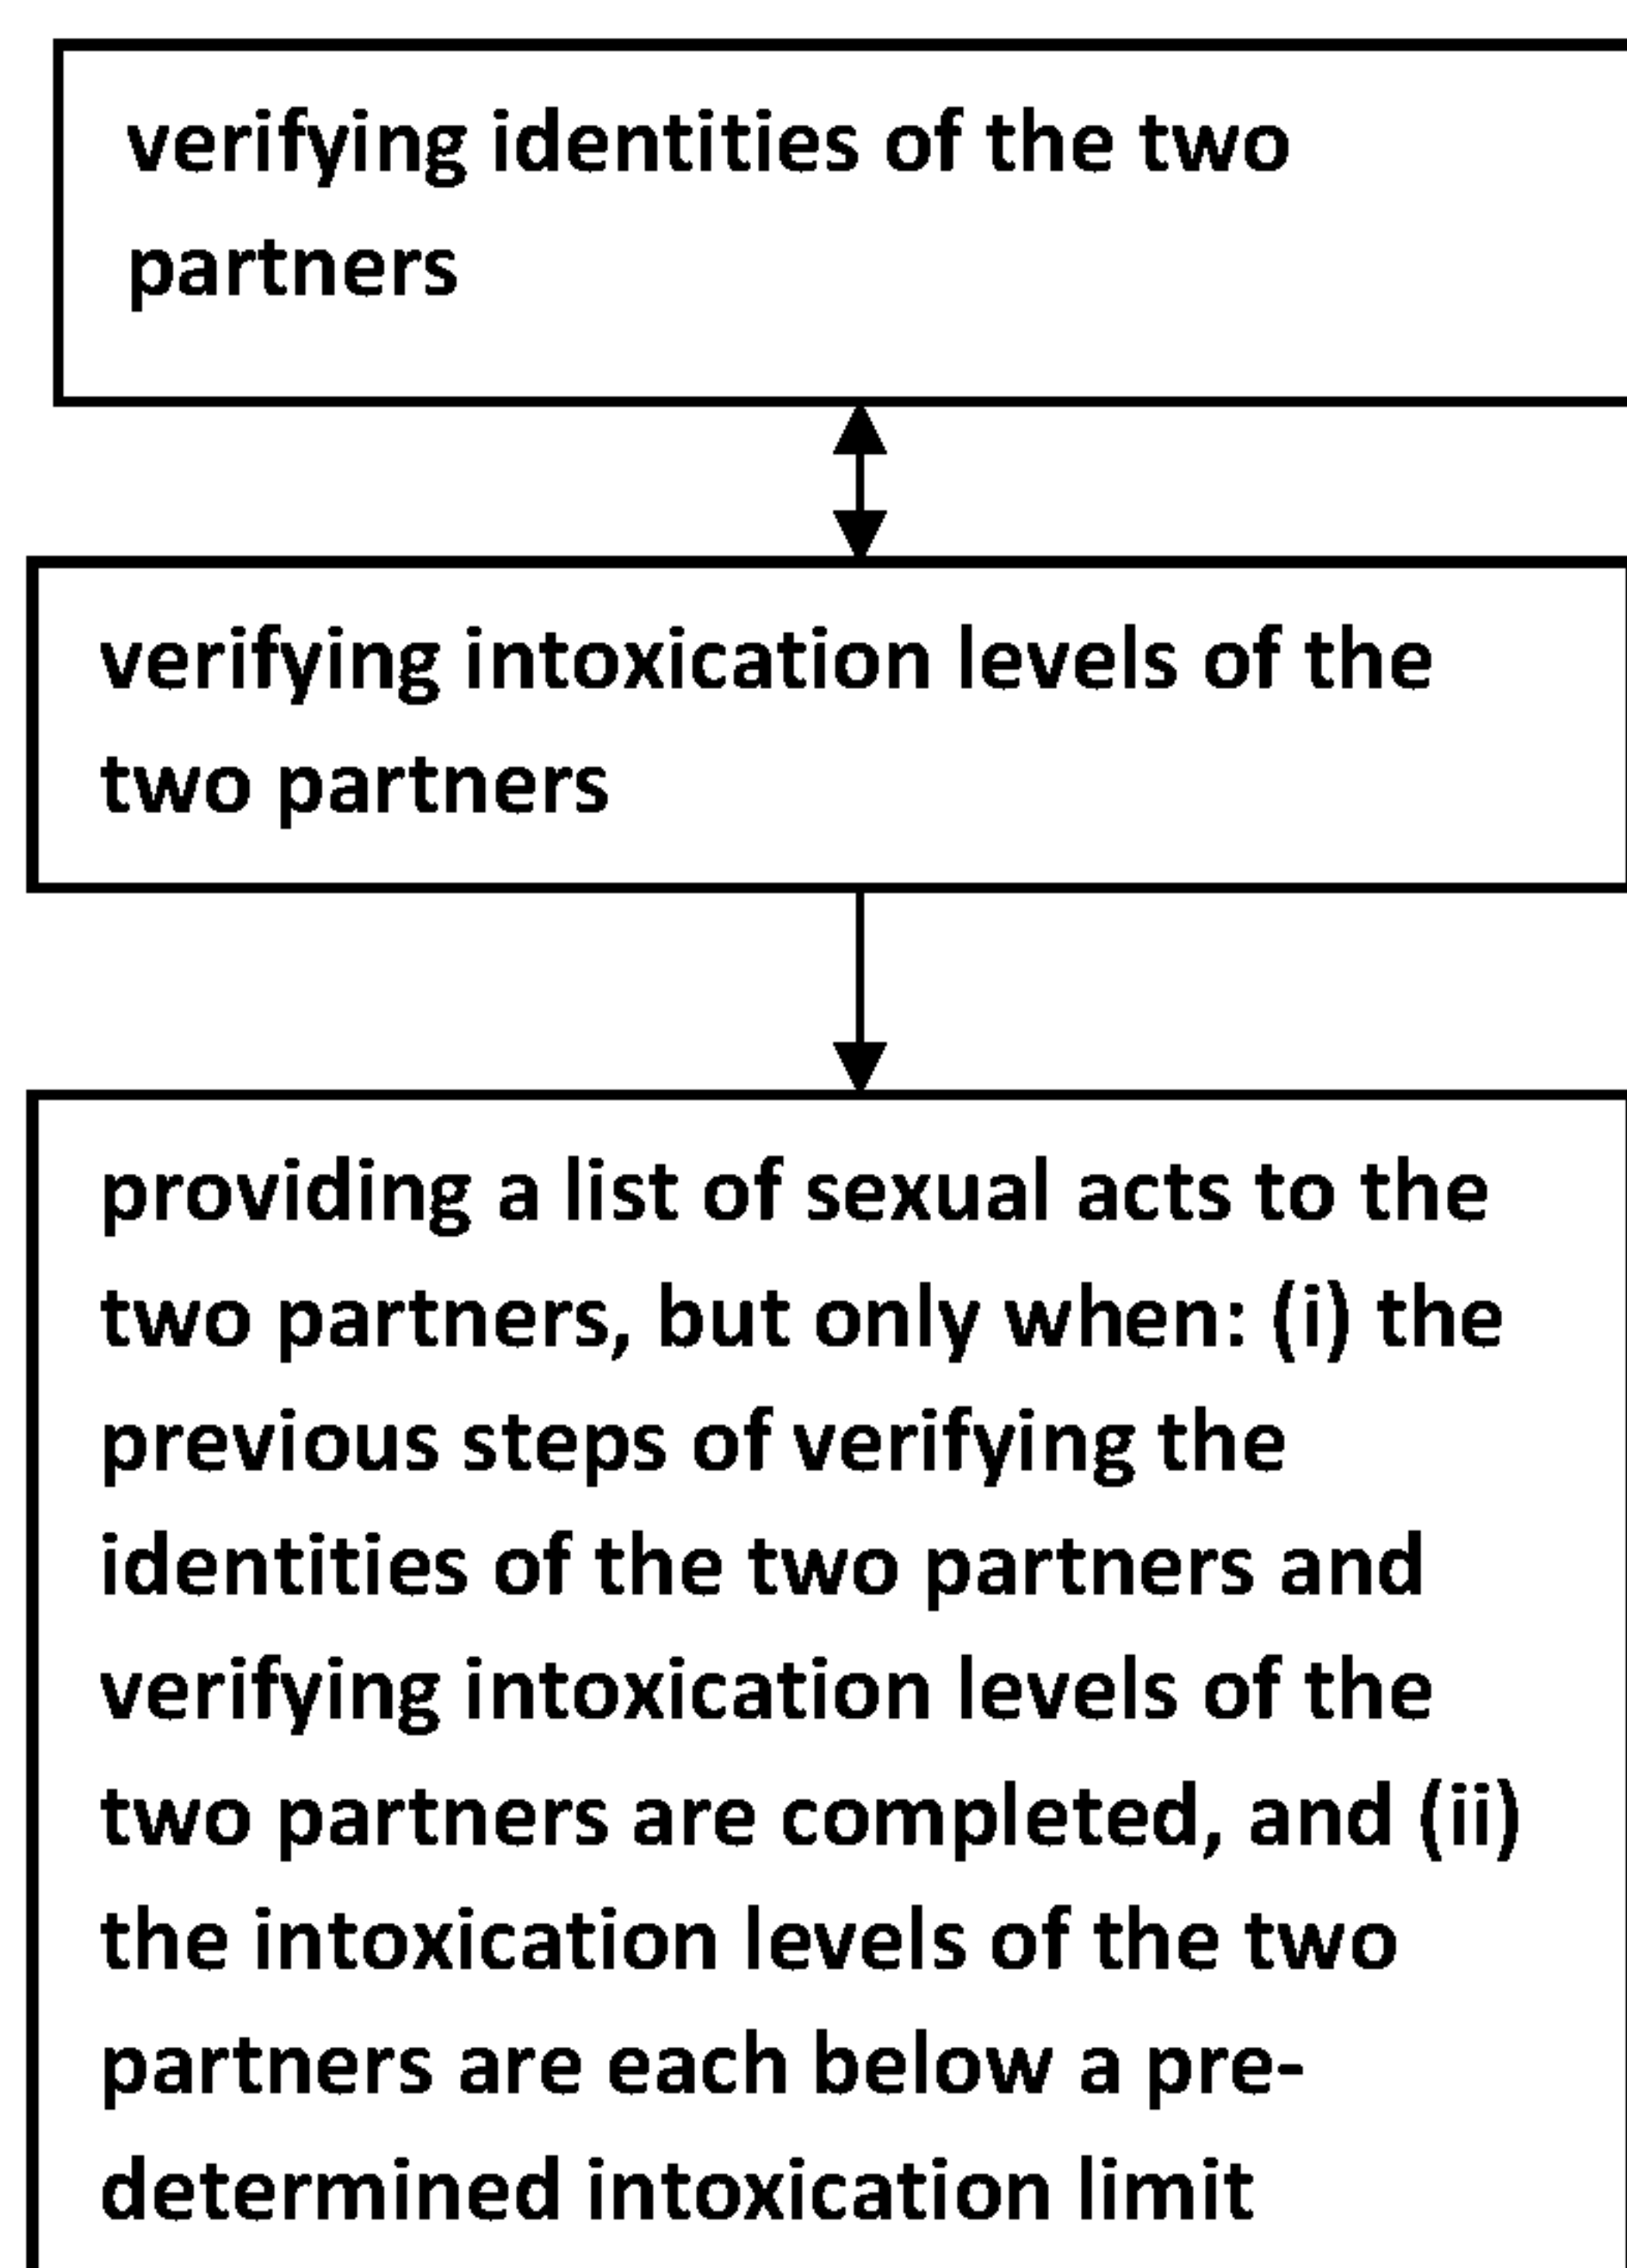 verifying identities of the two
partners
verifying intoxication levels of the
two partners
providing a list of sexual acts to the
two partners, but only when: (i) the
previous steps of verifying the
identities of the two partners and
verifying intoxication levels of the
two partners are completed, and (ii)
the intoxication levels of the two
partners are each below a pre-
determined intoxication limit